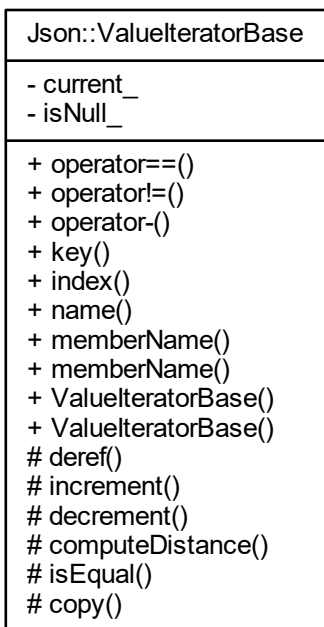 Json::ValueIteratorBase
- current_
- isNull_
+ operator==()
+ operator!=()
+ operator-()
+ key()
+ index()
+ name()
+ memberName()
+ memberName()
+ ValueIteratorBase()
+ ValueIteratorBase()
# deref()
# increment()
# decrement()
# computeDistance()
# isEqual()
# copy()